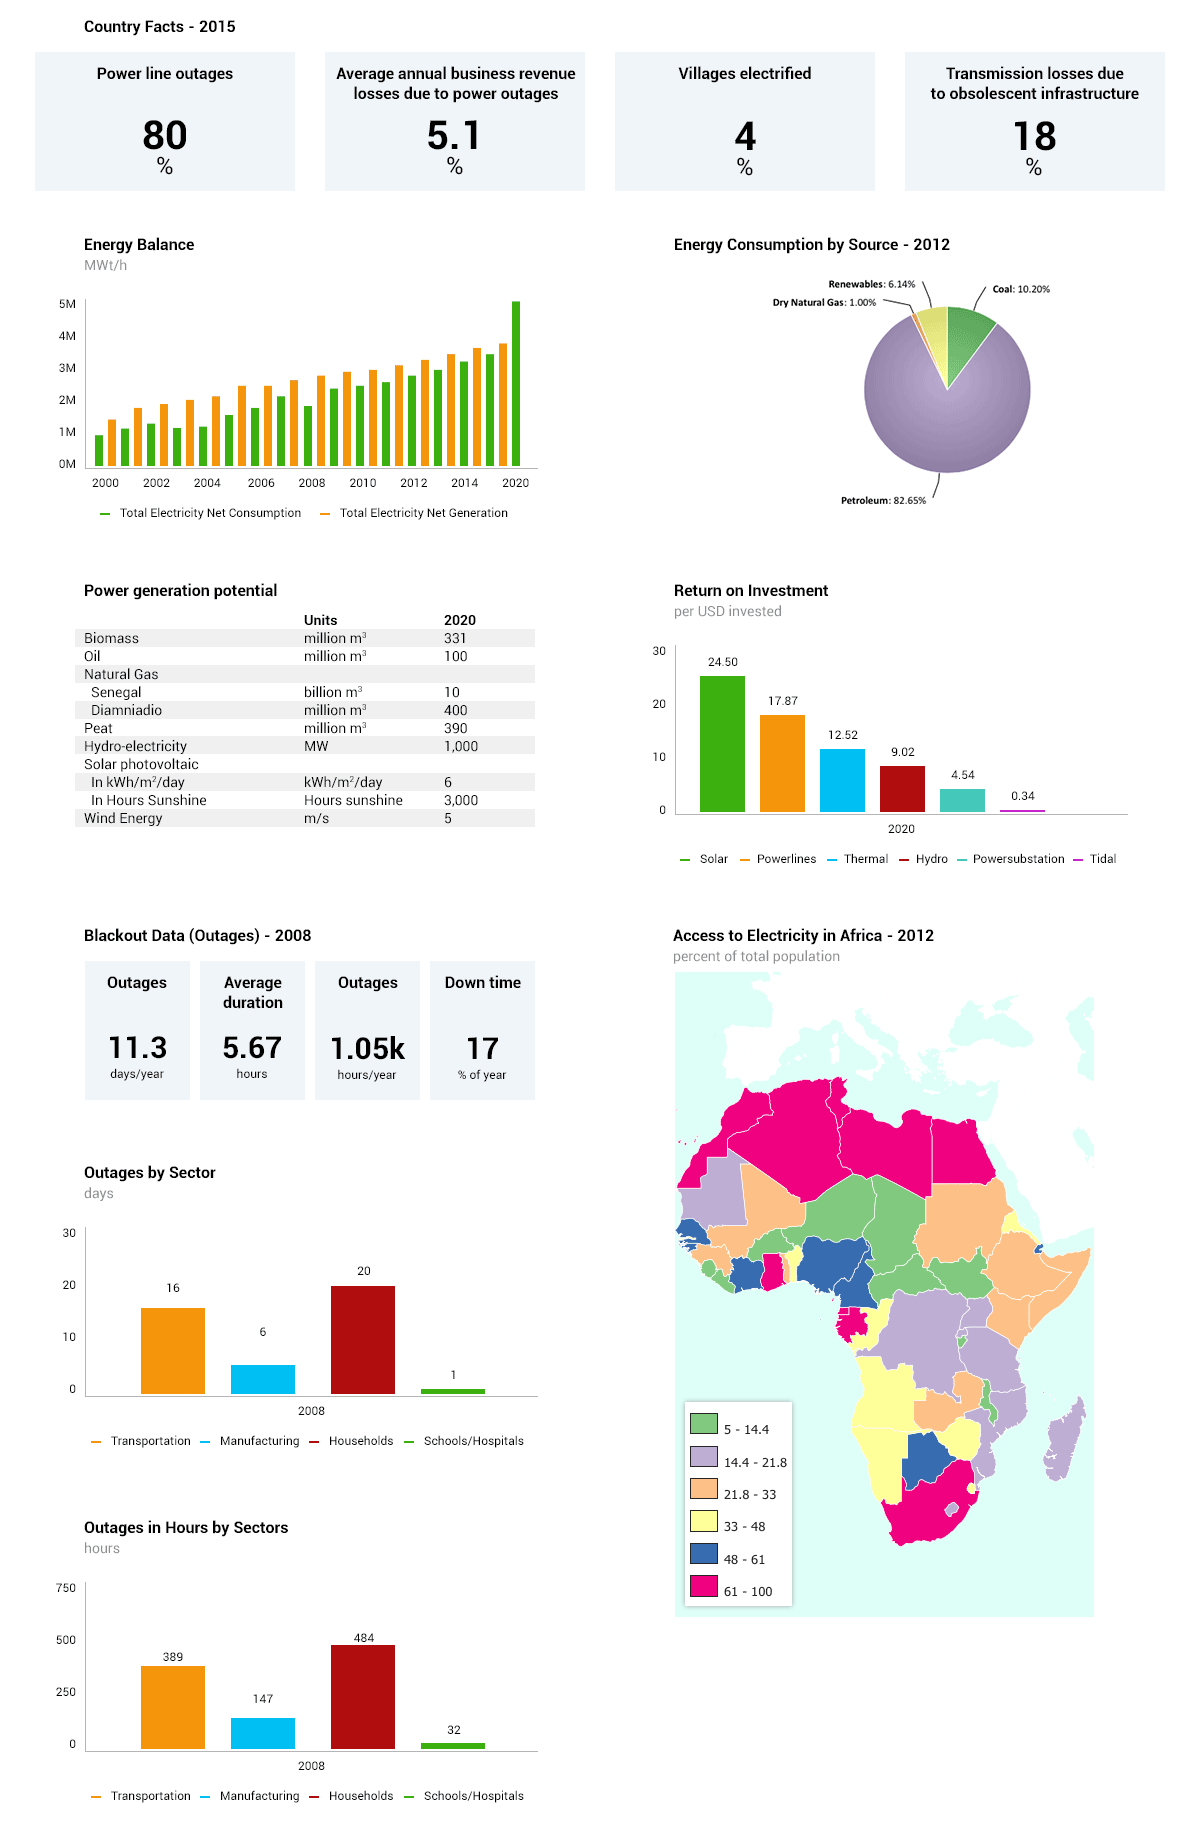 Country Facts - 2015
Power line outages
80
%
Average annual business revenue
losses due to power outages
5.1
%
Villages electrified
4
%
Transmission losses due
to obsolescent infrastructure
18
%
Energy Balance
MWt/h
5M
4M
3M
2M
1M
0M
2000 2002 2004 2006 2008 2010 2012 2014 2020
Total Electricity Net Consumption Total Electricity Net Generation
Energy Consumption by Source - 2012
Renewables: 6.14%
Coal: 10.20%
Dry Natural Gas: 1.00%
Petroleum: 82.65%
Power generation potential
Units 2020
Biomass million m³ 331
Oil million m³ 100
Natural Gas
Senegal billion m³ 10
Diamniadio million m³ 400
Peat million m³ 390
Hydro-electricity MW 1,000
Solar photovoltaic
In kWh/m²/day kWh/m²/day 6
In Hours Sunshine Hours sunshine 3,000
Wind Energy m/s 5
Return on Investment
per USD invested
30
20
10
0
24.50
17.87
12.52
9.02
4.54
0.34
2020
Solar Powerlines Thermal Hydro Powersubstation Tidal
Blackout Data (Outages) - 2008
Outages
11.3
days/year
Average
duration
5.67
hours
Outages
1.05k
hours/year
Down time
17
% of year
Outages by Sector
days
30
20
10
0
16
6
20
1
2008
Transportation Manufacturing Households Schools/Hospitals
Outages in Hours by Sectors
hours
750
500
250
0
389
147
484
32
2008
Transportation Manufacturing Households Schools/Hospitals
Access to Electricity in Africa - 2012
percent of total population
5 - 14.4
14.4 - 21.8
21.8 - 33
33 - 48
48 - 61
61 - 100